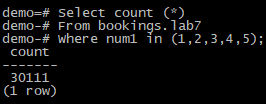 demo=# Select count (*)
demo-# From bookings.lab7
demo-# Where num1 in (1,2,3,4,5);
 count
-------
 30111
(1 row)